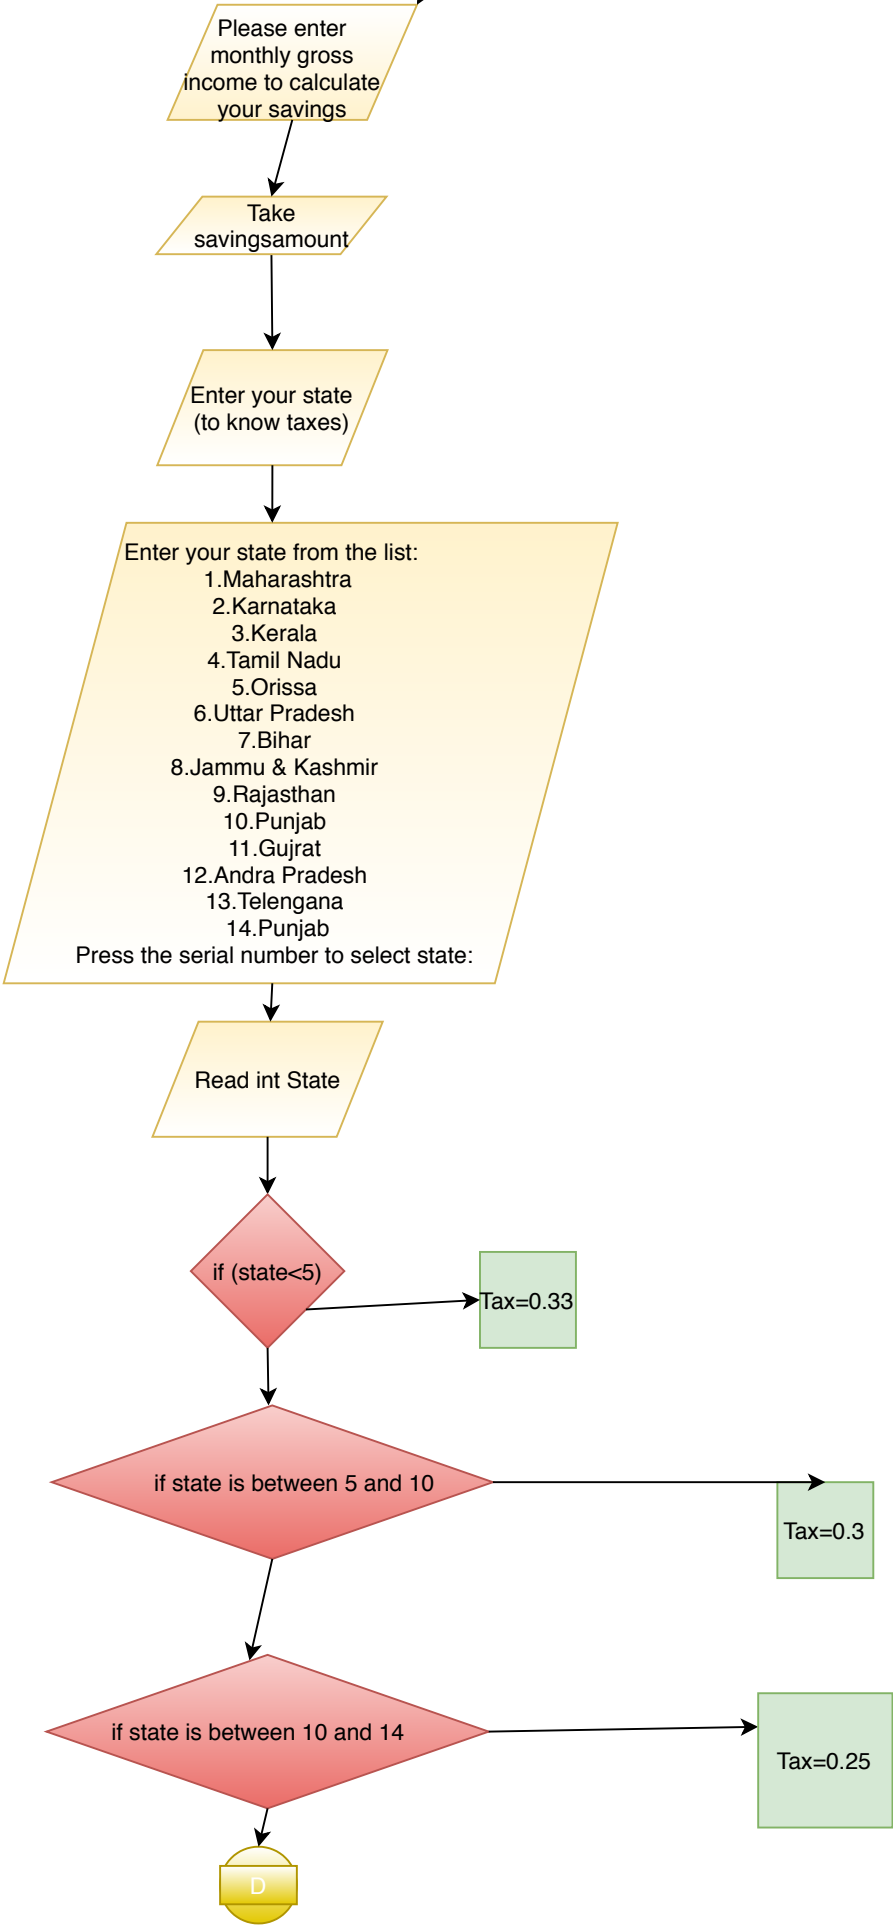 Please enter
monthly gross
income to calculate
your savings
Take
savingsamount
Enter your state
(to know taxes)
Enter your state from the list:
1.Maharashtra
2.Karnataka
3.Kerala
4.Tamil Nadu
5.Orissa
6.Uttar Pradesh
7.Bihar
8.Jammu & Kashmir
9.Rajasthan
10.Punjab
11.Gujrat
12.Andra Pradesh
13.Telengana
14.Punjab
Press the serial number to select state:
Read int State
if (state<5)
Tax=0.33
if state is between 5 and 10
Tax=0.3
if state is between 10 and 14
Tax=0.25
D